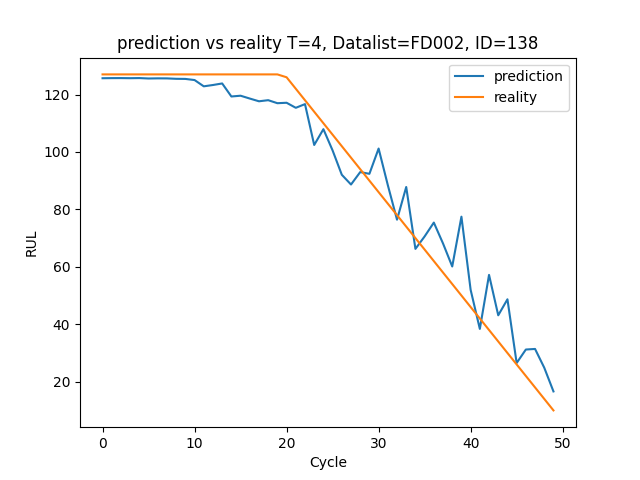 prediction vs reality T=4, Datalist=FD002, ID=138
prediction
reality
120
100
80
60
40
20
RUL
0 10 20 30 40 50
Cycle